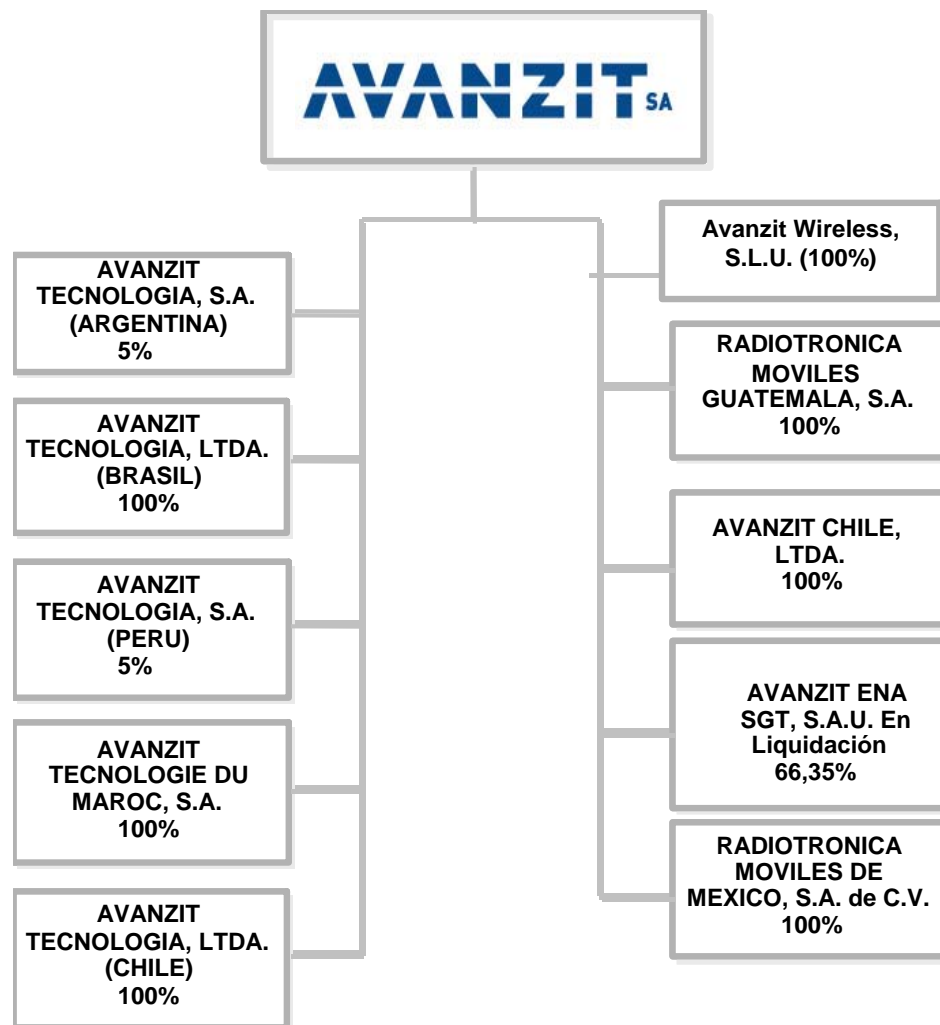 AVANZIT SA
AVANZIT
TECNOLOGIA, S.A.
(ARGENTINA)
5%
AVANZIT
TECNOLOGIA, LTDA.
(BRASIL)
100%
AVANZIT
TECNOLOGIA, S.A.
(PERU)
5%
AVANZIT
TECNOLOGIE DU
MAROC, S.A.
100%
AVANZIT
TECNOLOGIA, LTDA.
(CHILE)
100%
Avanzit Wireless,
S.L.U. (100%)
RADIOTRONICA
MOVILES
GUATEMALA, S.A.
100%
AVANZIT CHILE,
LTDA.
100%
AVANZIT ENA
SGT, S.A.U. En
Liquidación
66,35%
RADIOTRONICA
MOVILES DE
MEXICO, S.A. de C.V.
100%